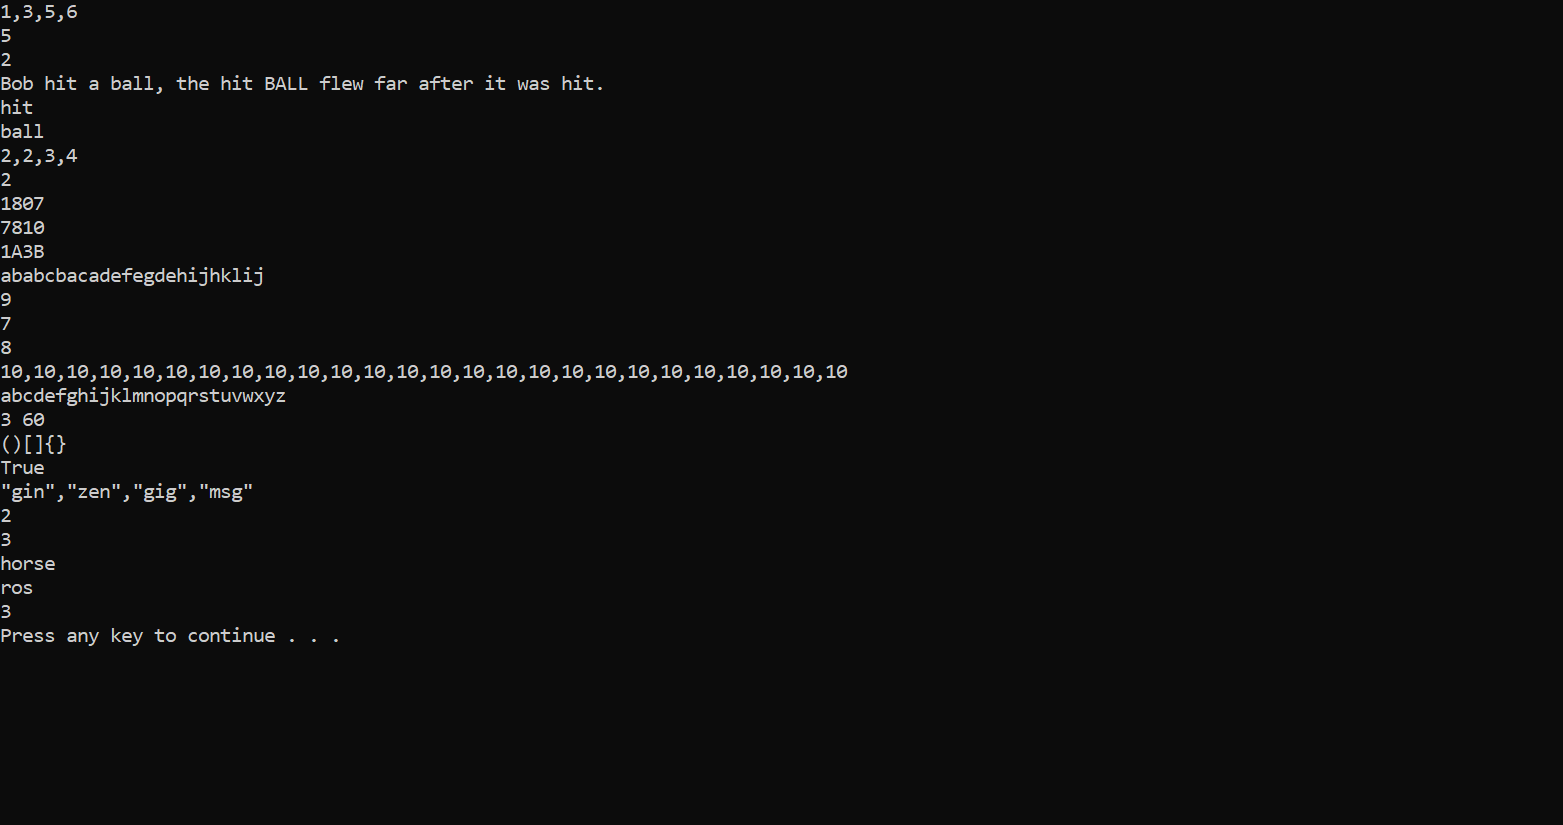 1,3,5,6
5
2
Bob hit a ball, the hit BALL flew far after it was hit.
hit
ball
2,2,3,4
2
1807
7810
1A3B
ababcbacadefegdehijhklij
9
7
8
10,10,10,10,10,10,10,10,10,10,10,10,10,10,10,10,10,10,10,10,10,10,10,10,10,10
abcdefghijklmnopqrstuvwxyz
3 60
()[]{}
True
"gin","zen","gig","msg"
2
3
horse
ros
3
Press any key to continue . . .